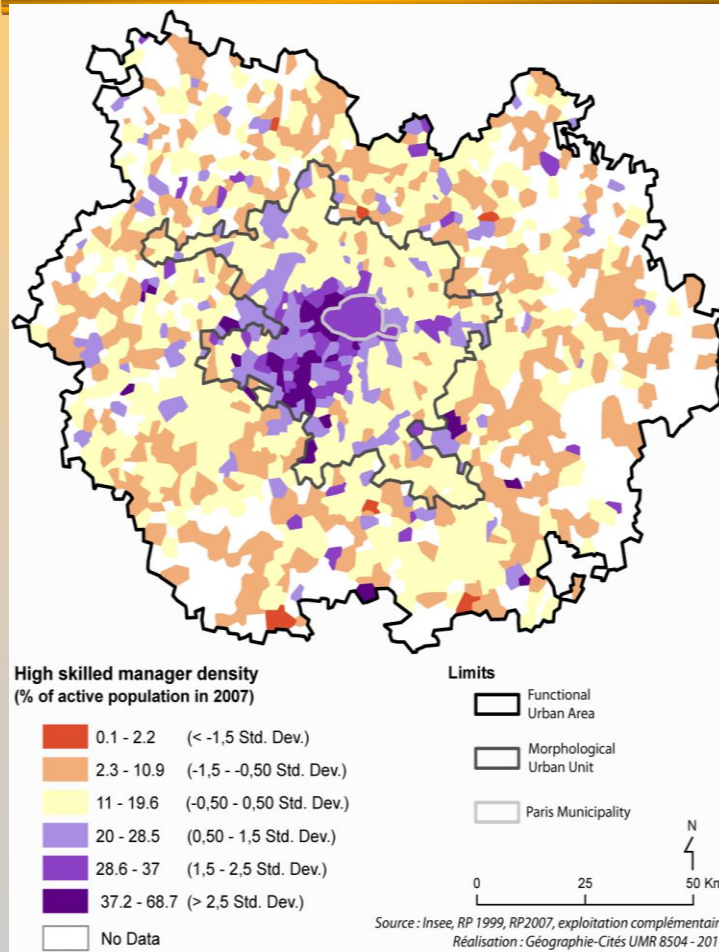 High skilled manager density
(% of active population in 2007)
0.1 - 2.2 (< -1,5 Std. Dev.)
2.3 - 10.9 (-1,5 - -0,50 Std. Dev.)
11 - 19.6 (-0,50 - 0,50 Std. Dev.)
20 - 28.5 (0,50 - 1,5 Std. Dev.)
28.6 - 37 (1,5 - 2,5 Std. Dev.)
37.2 - 68.7 (> 2,5 Std. Dev.)
No Data
Limits
Functional
Urban Area
Morphological
Urban Unit
Paris Municipality
N
0 25 50 Km
Source : Insee, RP 1999, RP2007, exploitation complémentair
Réalisation : Géographie-Cités UMR 8504 - 201